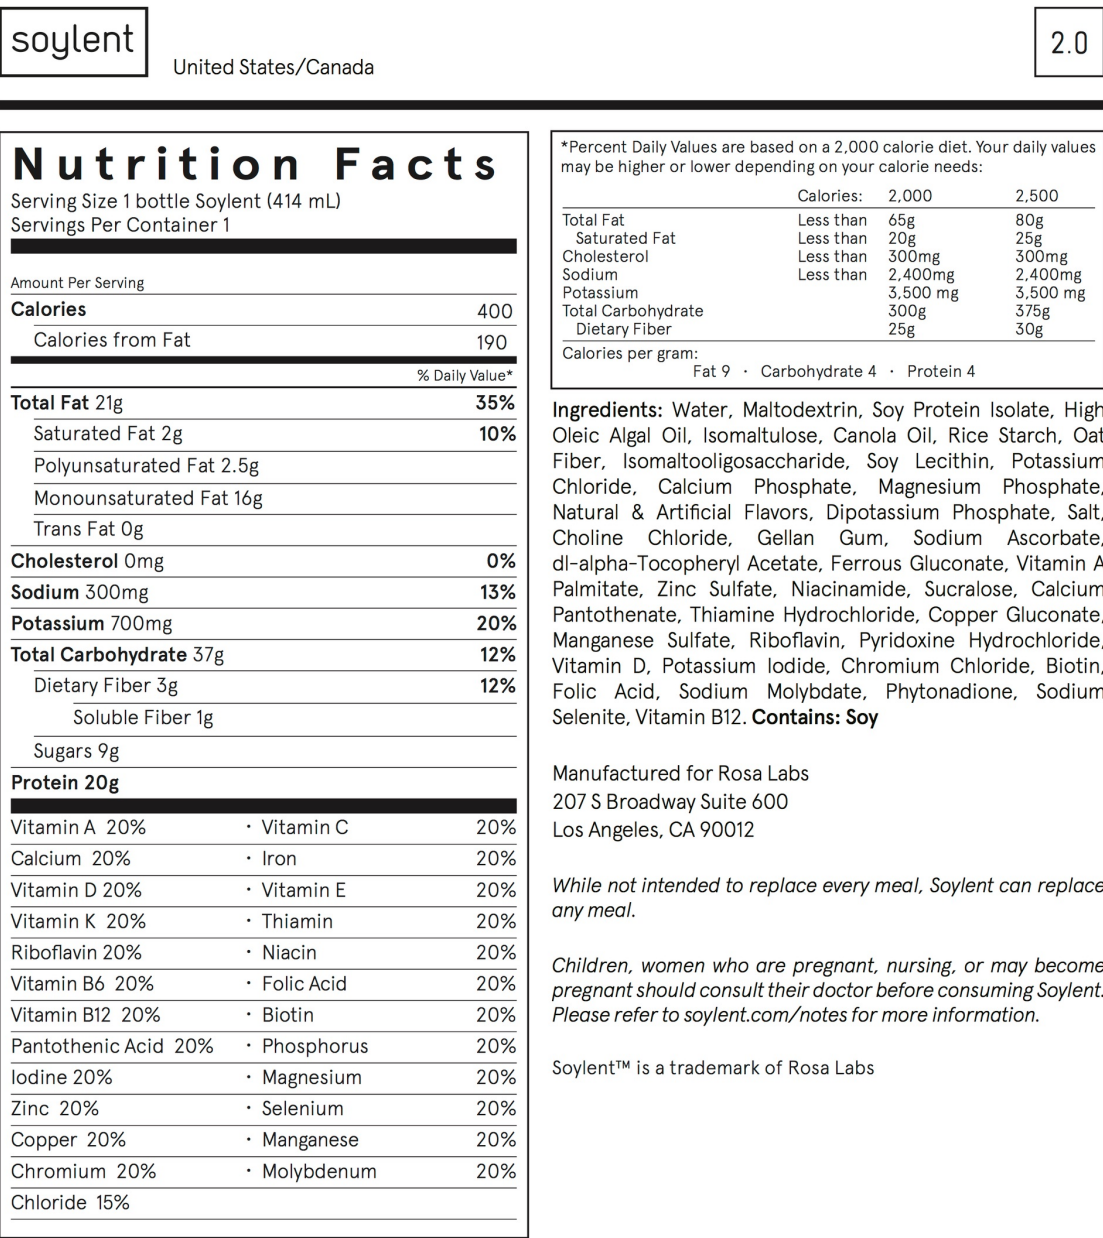 soylent
United States/Canada
2.0
Nutrition Facts
Serving Size 1 bottle Soylent (414 mL)
Servings Per Container 1
Amount Per Serving
Calories 400
Calories from Fat 190
% Daily Value*
Total Fat 21g 35%
Saturated Fat 2g 10%
Polyunsaturated Fat 2.5g
Monounsaturated Fat 16g
Trans Fat 0g
Cholesterol 0mg 0%
Sodium 300mg 13%
Potassium 700mg 20%
Total Carbohydrate 37g 12%
Dietary Fiber 3g 12%
Soluble Fiber 1g
Sugars 9g
Protein 20g
Vitamin A 20% · Vitamin C 20%
Calcium 20% · Iron 20%
Vitamin D 20% · Vitamin E 20%
Vitamin K 20% · Thiamin 20%
Riboflavin 20% · Niacin 20%
Vitamin B6 20% · Folic Acid 20%
Vitamin B12 20% · Biotin 20%
Pantothenic Acid 20% · Phosphorus 20%
Iodine 20% · Magnesium 20%
Zinc 20% · Selenium 20%
Copper 20% · Manganese 20%
Chromium 20% · Molybdenum 20%
Chloride 15%
*Percent Daily Values are based on a 2,000 calorie diet. Your daily values
may be higher or lower depending on your calorie needs:
Calories: 2,000 2,500
Total Fat Less than 65g 80g
Saturated Fat Less than 20g 25g
Cholesterol Less than 300mg 300mg
Sodium Less than 2,400mg 2,400mg
Potassium 3,500 mg 3,500 mg
Total Carbohydrate 300g 375g
Dietary Fiber 25g 30g
Calories per gram:
Fat 9 · Carbohydrate 4 · Protein 4
Ingredients: Water, Maltodextrin, Soy Protein Isolate, High
Oleic Algal Oil, Isomaltulose, Canola Oil, Rice Starch, Oat
Fiber, Isomaltooligosaccharide, Soy Lecithin, Potassium
Chloride, Calcium Phosphate, Magnesium Phosphate,
Natural & Artificial Flavors, Dipotassium Phosphate, Salt,
Choline Chloride, Gellan Gum, Sodium Ascorbate,
dl-alpha-Tocopheryl Acetate, Ferrous Gluconate, Vitamin A
Palmitate, Zinc Sulfate, Niacinamide, Sucralose, Calcium
Pantothenate, Thiamine Hydrochloride, Copper Gluconate,
Manganese Sulfate, Riboflavin, Pyridoxine Hydrochloride,
Vitamin D, Potassium Iodide, Chromium Chloride, Biotin,
Folic Acid, Sodium Molybdate, Phytonadione, Sodium
Selenite, Vitamin B12. Contains: Soy
Manufactured for Rosa Labs
207 S Broadway Suite 600
Los Angeles, CA 90012
While not intended to replace every meal, Soylent can replace
any meal.
Children, women who are pregnant, nursing, or may become
pregnant should consult their doctor before consuming Soylent.
Please refer to soylent.com/notes for more information.
Soylent™ is a trademark of Rosa Labs